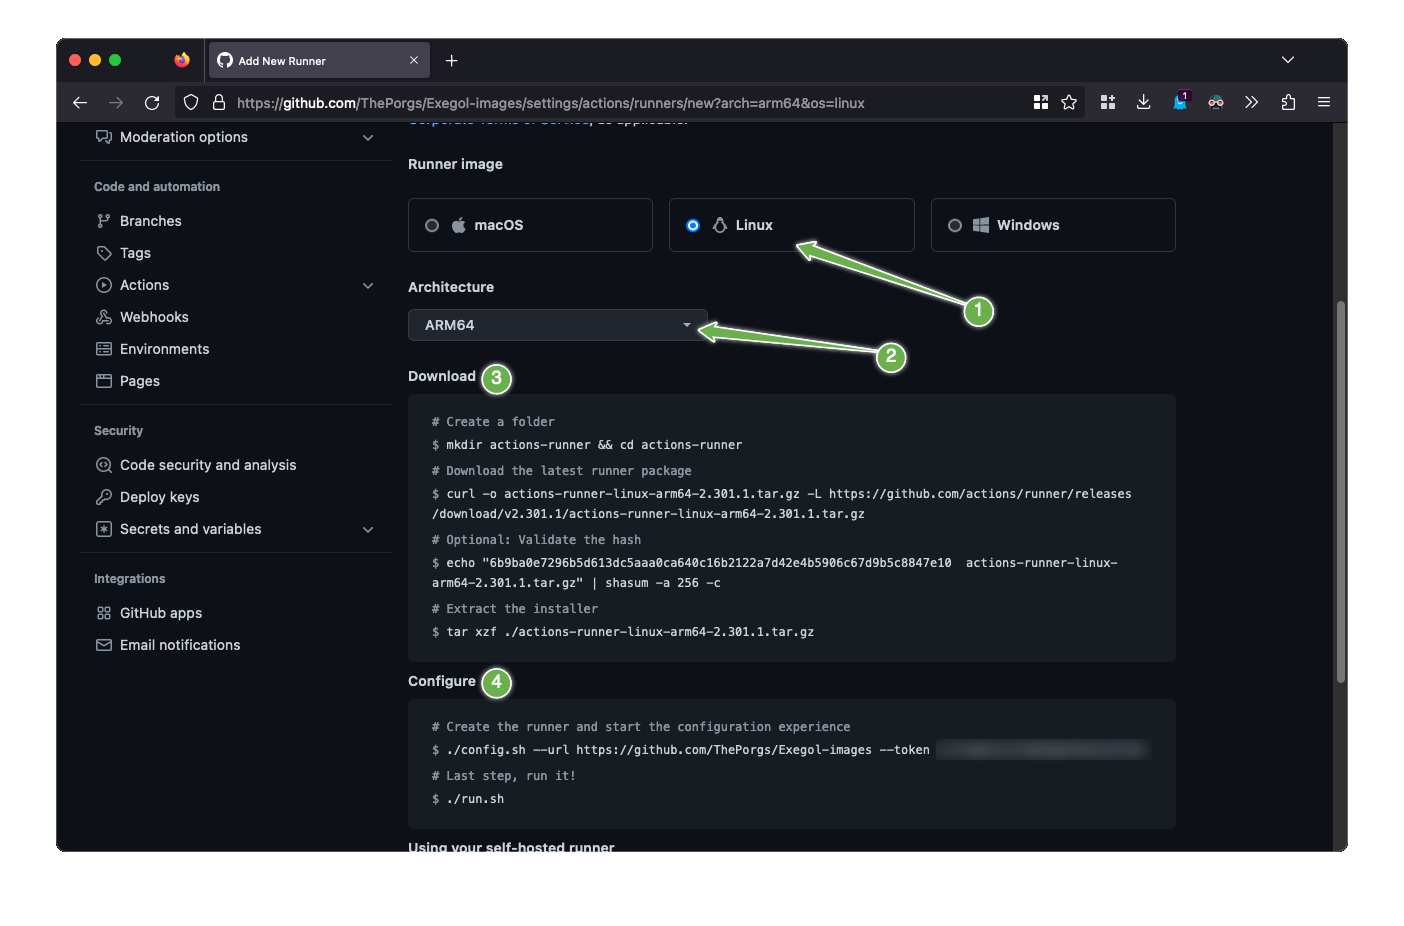 Add New Runner
https://github.com/ThePorgs/Exegol-images/settings/actions/runners/new?arch=arm64&os=linux
1
Corporate Terms of Service, as applicable.
Moderation options
Code and automation
Branches
Tags
Actions
Webhooks
Environments
Pages
Security
Code security and analysis
Deploy keys
Secrets and variables
Integrations
GitHub apps
Email notifications
Runner image
macOS
Linux
Windows
1
Architecture
ARM64
2
Download 3
# Create a folder
$ mkdir actions-runner && cd actions-runner
# Download the latest runner package
$ curl -o actions-runner-linux-arm64-2.301.1.tar.gz -L https://github.com/actions/runner/releases
/download/v2.301.1/actions-runner-linux-arm64-2.301.1.tar.gz
# Optional: Validate the hash
$ echo "6b9ba0e7296b5d613dc5aaa0ca640c16b2122a7d42e4b5906c67d9b5c8847e10  actions-runner-linux-
arm64-2.301.1.tar.gz" | shasum -a 256 -c
# Extract the installer
$ tar xzf ./actions-runner-linux-arm64-2.301.1.tar.gz
Configure 4
# Create the runner and start the configuration experience
$ ./config.sh --url https://github.com/ThePorgs/Exegol-images --token
# Last step, run it!
$ ./run.sh
Using your self-hosted runner